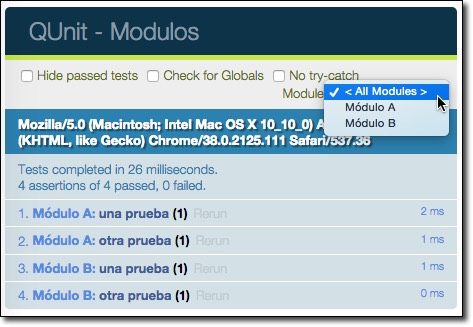 QUnit - Modulos
Hide passed tests Check for Globals No try-catch
Module
< All Modules >
Módulo A
Módulo B
Mozilla/5.0 (Macintosh; Intel Mac OS X 10_10_0) A
(KHTML, like Gecko) Chrome/38.0.2125.111 Safari/537.36
Tests completed in 26 milliseconds.
4 assertions of 4 passed, 0 failed.
1. Módulo A: una prueba (1) Rerun 2 ms
2. Módulo A: otra prueba (1) Rerun 1 ms
3. Módulo B: una prueba (1) Rerun 1 ms
4. Módulo B: otra prueba (1) Rerun 0 ms